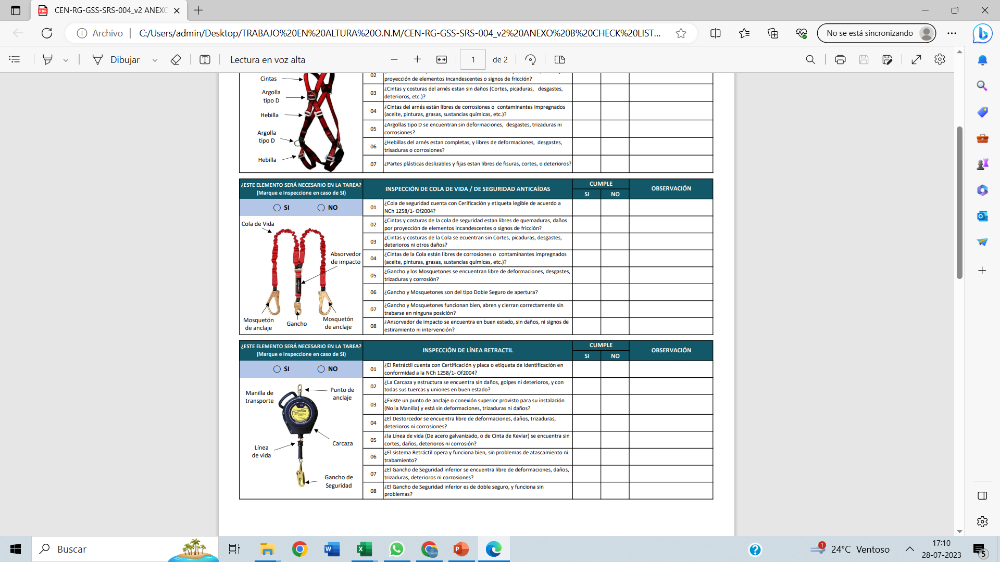 CEN-RG-GSS-SRS-004_v2 ANEXO
Archivo
C:/Users/admin/Desktop/TRABAJO%20EN%20ALTURA%20O.N.M/CEN-RG-GSS-SRS-004_v2%20ANEXO%20B%20CHECK%20LIST...
No se está sincronizando
Dibujar
Lectura en voz alta
1
de 2
Cintas
Argolla
tipo D
Hebilla
Argolla
tipo D
Hebilla
02
proyección de elementos incandescentes o signos de fricción?
03
¿Cintas y costuras del arnés estan sin daños (Cortes, picaduras, desgastes,
deterioros, etc.)?
04
¿Cintas del arnés están libres de corrosiones o contaminantes impregnados
(aceite, pinturas, grasas, sustancias químicas, etc.)?
05
¿Argollas tipo D se encuentran sin deformaciones, desgastes, trizaduras ni
corrosiones?
06
¿Hebillas del arnés estan completas, y libres de deformaciones, desgastes,
trisaduras o corrosiones?
07
¿Partes plásticas deslizables y fijas estan libres de fisuras, cortes, o deterioros?
¿ESTE ELEMENTO SERÁ NECESARIO EN LA TAREA?
(Marque e Inspeccione en caso de SI)
INSPECCIÓN DE COLA DE VIDA / DE SEGURIDAD ANTICAÍDAS
CUMPLE
SI NO
OBSERVACIÓN
SI NO
Cola de Vida
Absorvedor
de impacto
Mosquetón
de anclaje
Gancho
Mosquetón
de anclaje
01
¿Cola de seguridad cuenta con Cerificación y etiqueta legible de acuerdo a
NCh 1258/1- Of2004?
02
¿Cintas y costuras de la cola de seguridad estan libres de quemaduras, daños
por proyección de elementos incandescentes o signos de fricción?
03
¿Cintas y costuras de la Cola se ecuentran sin Cortes, picaduras, desgastes,
deterioros ni otros daños?
04
¿Cintas de la Cola están libres de corrosiones o contaminantes impregnados
(aceite, pinturas, grasas, sustancias químicas, etc.)?
05
¿Gancho y los Mosquetones se encuentran libre de deformaciones, desgastes,
trizaduras y corrosión?
06
¿Gancho y Mosquetones son del tipo Doble Seguro de apertura?
07
¿Gancho y Mosquetones funcionan bien, abren y cierran correctamente sin
trabarse en ninguna posición?
08
¿Ansorvedor de impacto se encuentra en buen estado, sin daños, ni signos de
estiramiento ni intervención?
¿ESTE ELEMENTO SERÁ NECESARIO EN LA TAREA?
(Marque e Inspeccione en caso de SI)
INSPECCIÓN DE LÍNEA RETRACTIL
CUMPLE
SI NO
OBSERVACIÓN
SI NO
Manilla de
transporte
Punto de
anclaje
Carcaza
Línea
de vida
Gancho de
Seguridad
01
¿El Retráctil cuenta con Certificación y placa o etiqueta de identificación en
conformidad a la NCh 1258/1- Of2004?
02
¿La Carcaza y estructura se encuentra sin daños, golpes ni deterioros, y con
todas sus tuercas y uniones en buen estado?
03
¿Existe un punto de anclaje o conexión superior provisto para su instalación
(No la Manilla) y está sin deformaciones, trizaduras ni daños?
04
¿El Destorcedor se encuentra libre de deformaciones, daños, trizaduras,
deterioros ni corrosiones?
05
¿la Línea de vida (De acero galvanizado, o de Cinta de Kevlar) se encuentra sin
cortes, daños, deterioros ni corrosión?
06
¿El sistema Retráctil opera y funciona bien, sin problemas de atascamiento ni
trabamiento?
07
¿El Gancho de Seguridad inferior se encuentra libre de deformaciones, daños,
trizaduras, deterioros ni corrosiones?
08
¿El Gancho de Seguridad inferior es de doble seguro, y funciona sin
problemas?
Buscar
1
24°C Ventoso
17:10
28-07-2023
5